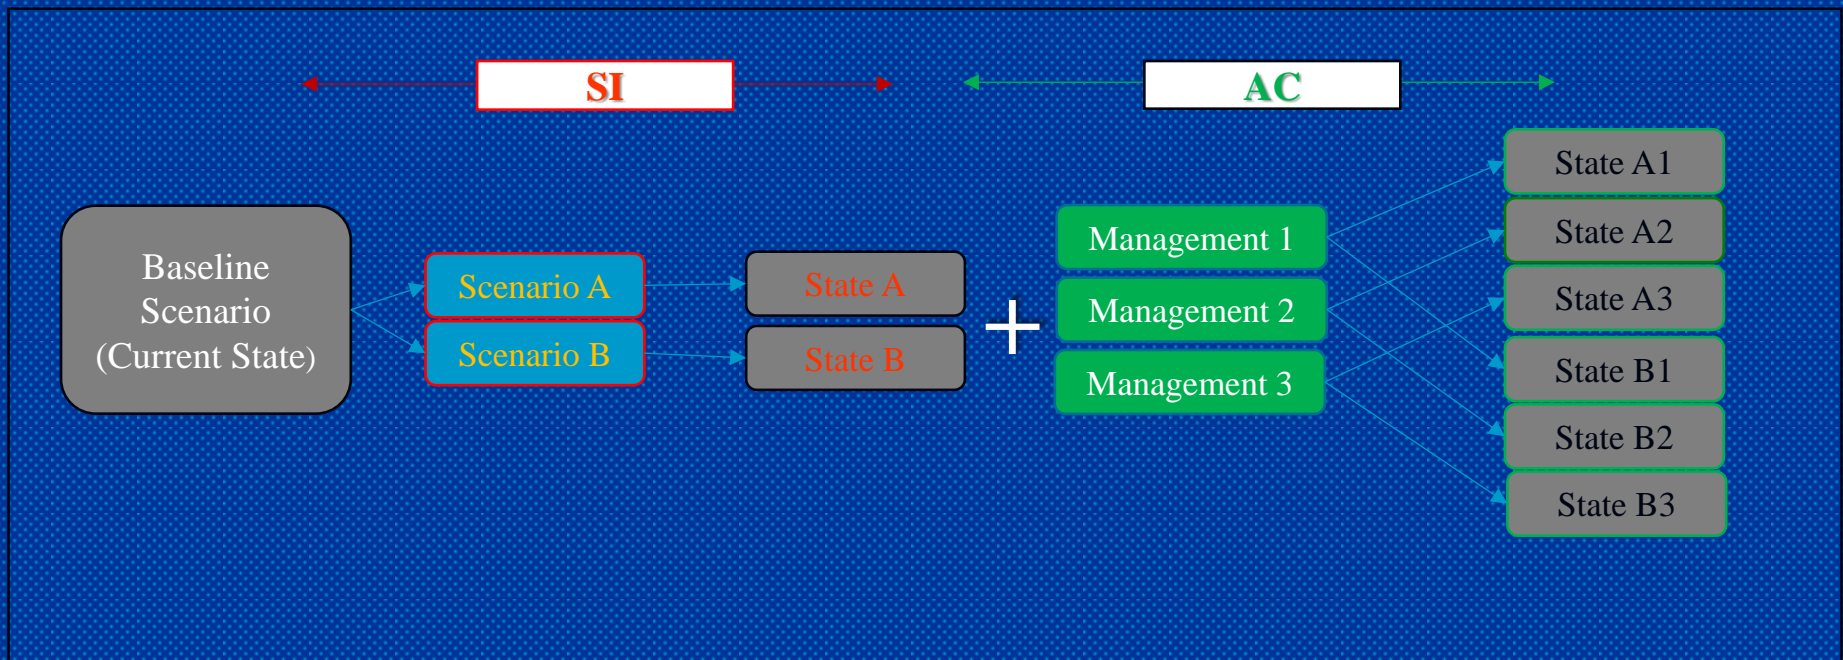 SI
AC
Baseline
Scenario
(Current State)
Scenario A
Scenario B
State A
State B
+
Management 1
Management 2
Management 3
State A1
State A2
State A3
State B1
State B2
State B3